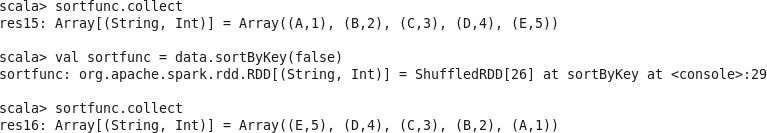 scala> sortfunc.collect
res15: Array[(String, Int)] = Array((A,1), (B,2), (C,3), (D,4), (E,5))
scala> val sortfunc = data.sortByKey(false)
sortfunc: org.apache.spark.rdd.RDD[(String, Int)] = ShuffledRDD[26] at sortByKey at <console>:29
scala> sortfunc.collect
res16: Array[(String, Int)] = Array((E,5), (D,4), (C,3), (B,2), (A,1))